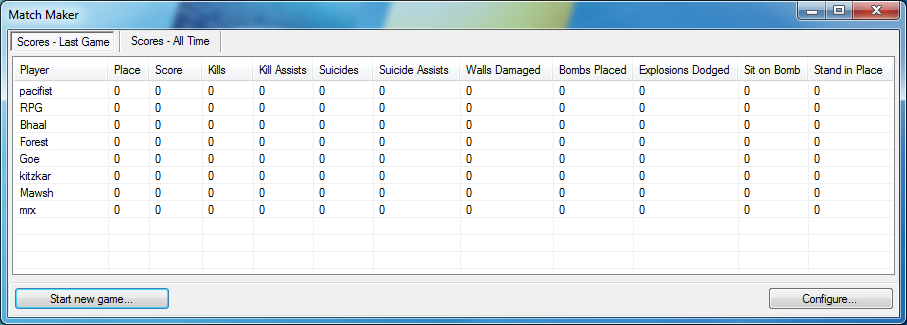 Match Maker
Scores - Last Game Scores - All Time
Player Place Score Kills Kill Assists Suicides Suicide Assists Walls Damaged Bombs Placed Explosions Dodged Sit on Bomb Stand in Place
pacifist 0 0 0 0 0 0 0 0 0 0 0
RPG 0 0 0 0 0 0 0 0 0 0 0
Bhaal 0 0 0 0 0 0 0 0 0 0 0
Forest 0 0 0 0 0 0 0 0 0 0 0
Goe 0 0 0 0 0 0 0 0 0 0 0
kitzkar 0 0 0 0 0 0 0 0 0 0 0
Mawsh 0 0 0 0 0 0 0 0 0 0 0
mrx 0 0 0 0 0 0 0 0 0 0 0
Start new game... Configure...